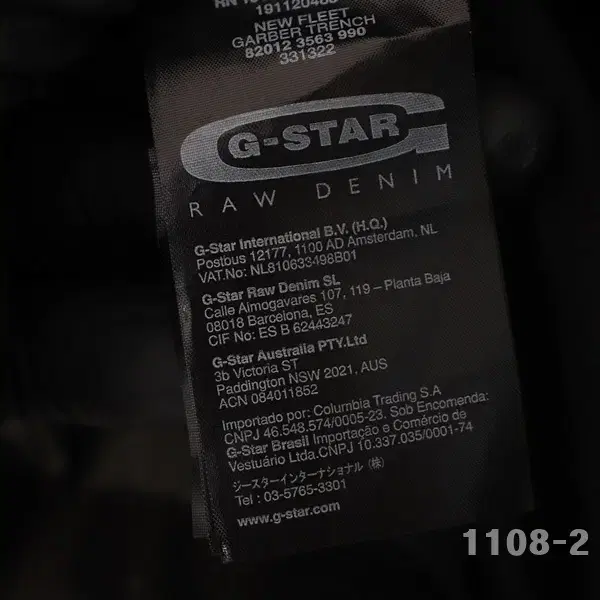 NEW FLEET
GARBER TRENCH
82012 3563 990
331322
G-STAR
RAW DENIM
G-Star International B.V. (H.Q.)
Postbus 12177, 1100 AD Amsterdam, NL
VAT.No: NL810633498B01
G-Star Raw Denim SL
Calle Almogavares 107, 119 – Planta Baja
08018 Barcelona, ES
CIF No: ES B 62443247
G-Star Australia PTY.Ltd
3b Victoria ST
Paddington NSW 2021, AUS
ACN 084011852
Importado por: Columbia Trading S.A
CNPJ 46.548.574/0005-23. Sob Encomenda:
G-Star Brasil Importação e Comércio de
Vestuário Ltda.CNPJ 10.337.035/0001-74
ジースターインターナショナル (株)
Tel : 03-5765-3301
www.g-star.com
1108-2